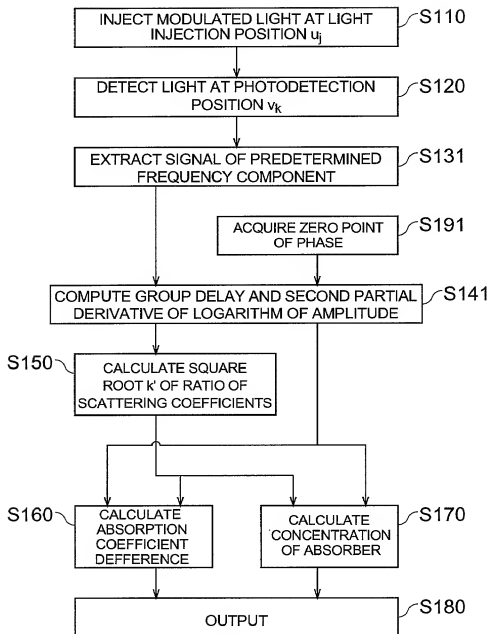 INJECT MODULATED LIGHT AT LIGHT
INJECTION POSITION uj
S110
DETECT LIGHT AT PHOTODETECTION
POSITION vk
S120
EXTRACT SIGNAL OF PREDETERMINED
FREQUENCY COMPONENT
S131
ACQUIRE ZERO POINT
OF PHASE
S191
COMPUTE GROUP DELAY AND SECOND PARTIAL
DERIVATIVE OF LOGARITHM OF AMPLITUDE
S141
S150
CALCULATE SQUARE
ROOT k' OF RATIO OF
SCATTERING COEFFICIENTS
S160
CALCULATE
ABSORPTION
COEFFICIENT
DEFFERENCE
CALCULATE
CONCENTRATION
OF ABSORBER
S170
OUTPUT
S180